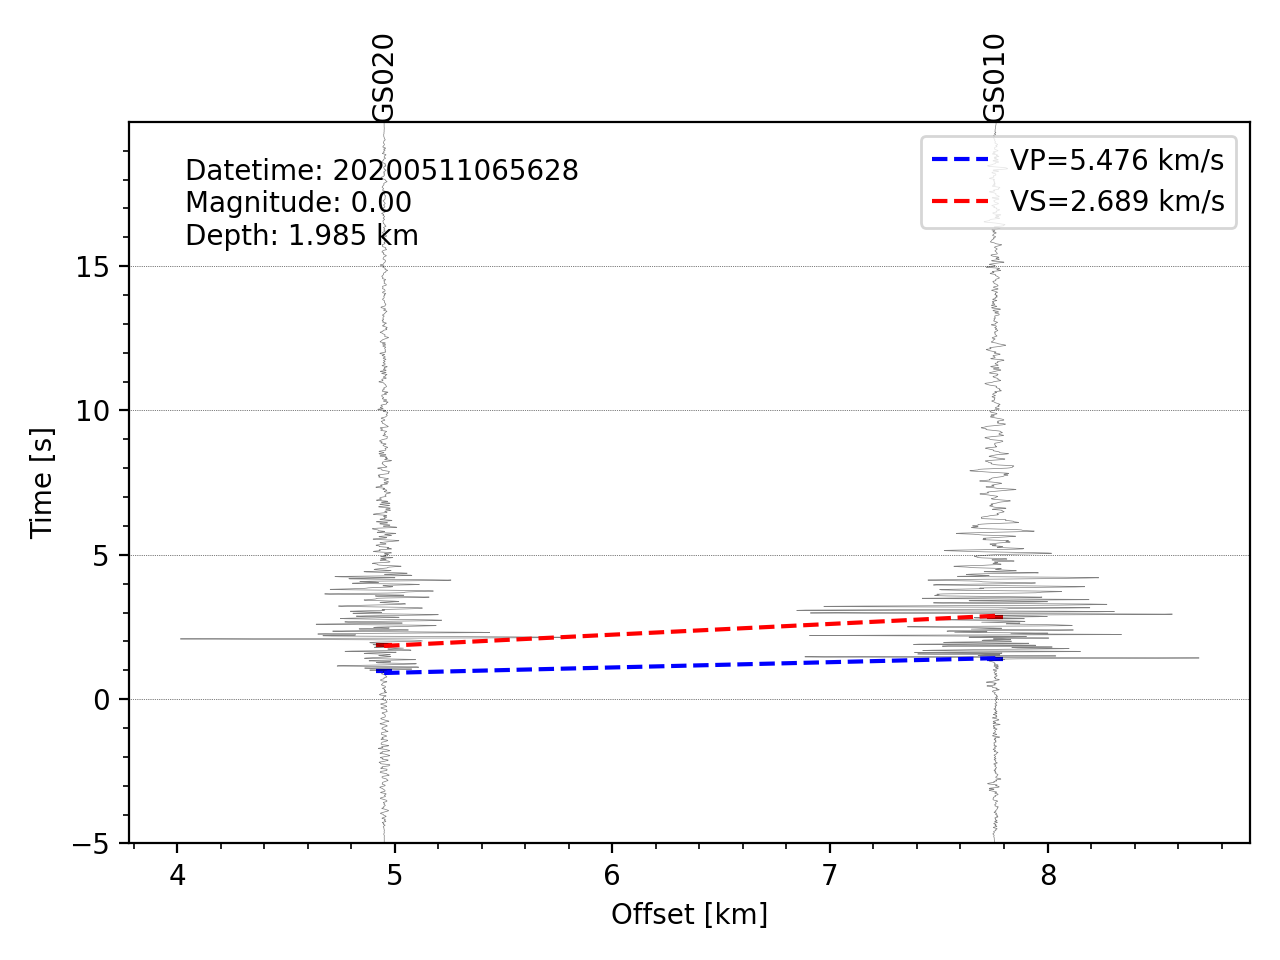 GS020
GS010
Datetime: 20200511065628
Magnitude: 0.00
Depth: 1.985 km
VP=5.476 km/s
VS=2.689 km/s
15
10
5
0
−5
Time [s]
4
5
6
7
8
Offset [km]